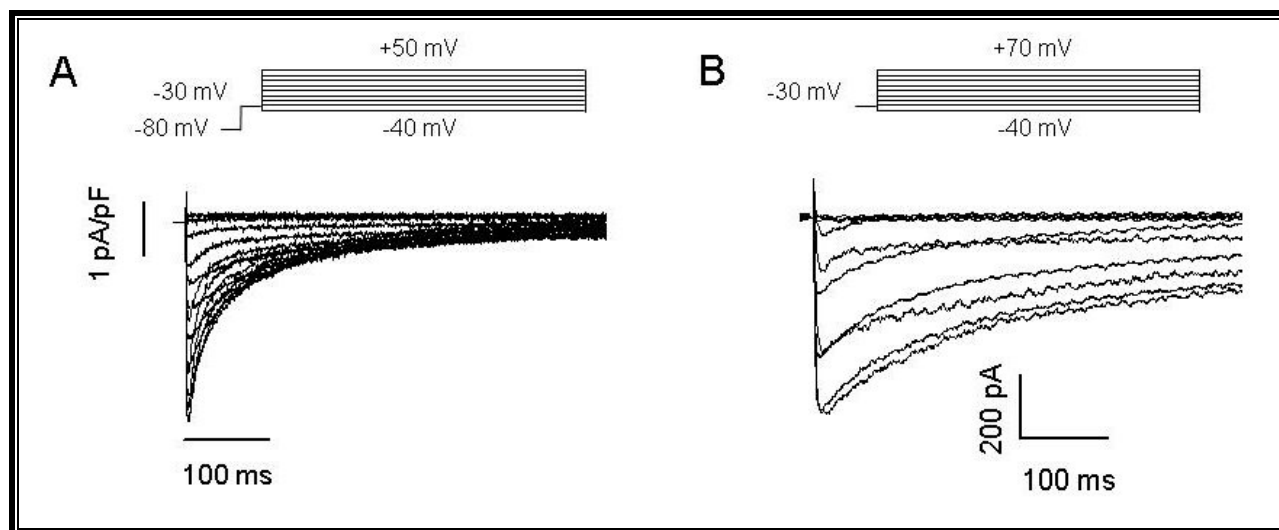 A
+50 mV
-30 mV
-80 mV
-40 mV
1 pA/pF
100 ms
B
+70 mV
-30 mV
-40 mV
200 pA
100 ms